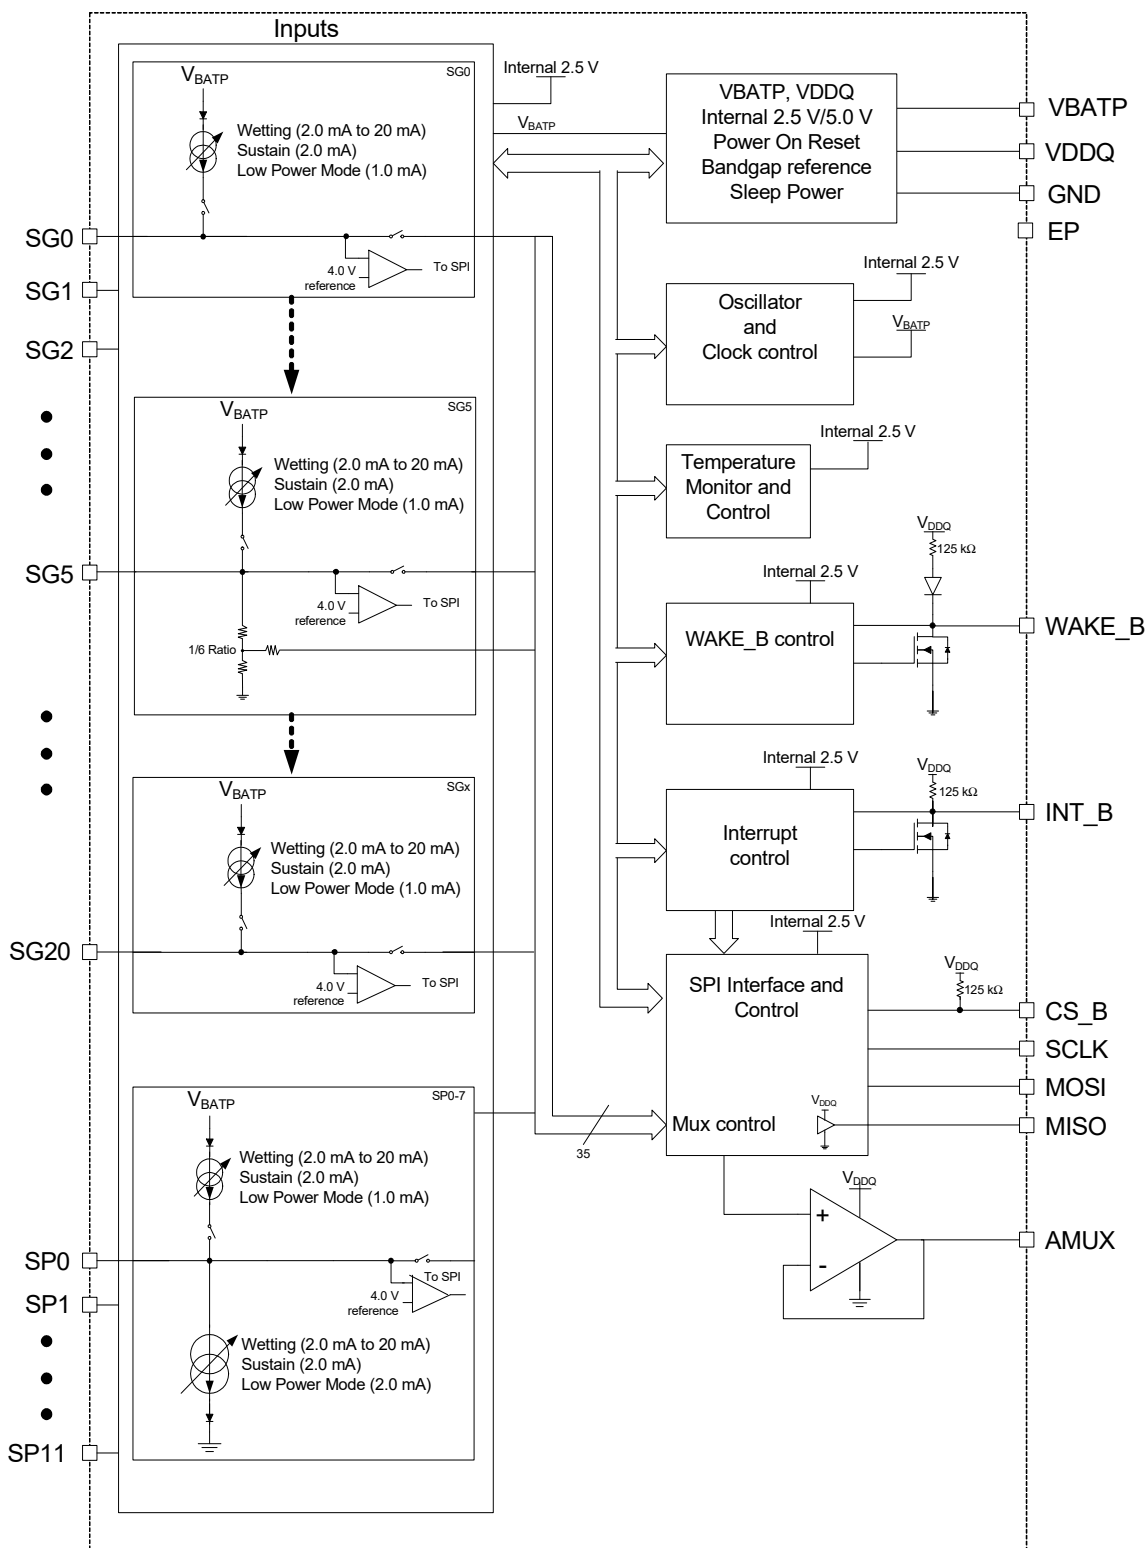 Inputs
SG0
VBATP
Wetting (2.0 mA to 20 mA)
Sustain (2.0 mA)
Low Power Mode (1.0 mA)
4.0 V
reference
To SPI
SG0
SG1
SG2
SG5
VBATP
Wetting (2.0 mA to 20 mA)
Sustain (2.0 mA)
Low Power Mode (1.0 mA)
4.0 V
reference
To SPI
1/6 Ratio
SG5
SGx
VBATP
Wetting (2.0 mA to 20 mA)
Sustain (2.0 mA)
Low Power Mode (1.0 mA)
4.0 V
reference
To SPI
SG20
SP0-7
VBATP
Wetting (2.0 mA to 20 mA)
Sustain (2.0 mA)
Low Power Mode (1.0 mA)
To SPI
4.0 V
reference
Wetting (2.0 mA to 20 mA)
Sustain (2.0 mA)
Low Power Mode (2.0 mA)
SP0
SP1
SP11
Internal 2.5 V
VBATP
VBATP, VDDQ
Internal 2.5 V/5.0 V
Power On Reset
Bandgap reference
Sleep Power
VBATP
VDDQ
GND
EP
Internal 2.5 V
Oscillator
and
Clock control
VBATP
Internal 2.5 V
Temperature
Monitor and
Control
VDDQ
125 kΩ
Internal 2.5 V
WAKE_B control
WAKE_B
Internal 2.5 V
VDDQ
125 kΩ
Interrupt
control
INT_B
Internal 2.5 V
SPI Interface and
Control
VDDQ
125 kΩ
CS_B
SCLK
MOSI
MISO
VDDQ
Mux control
35
VDDQ
+
-
AMUX